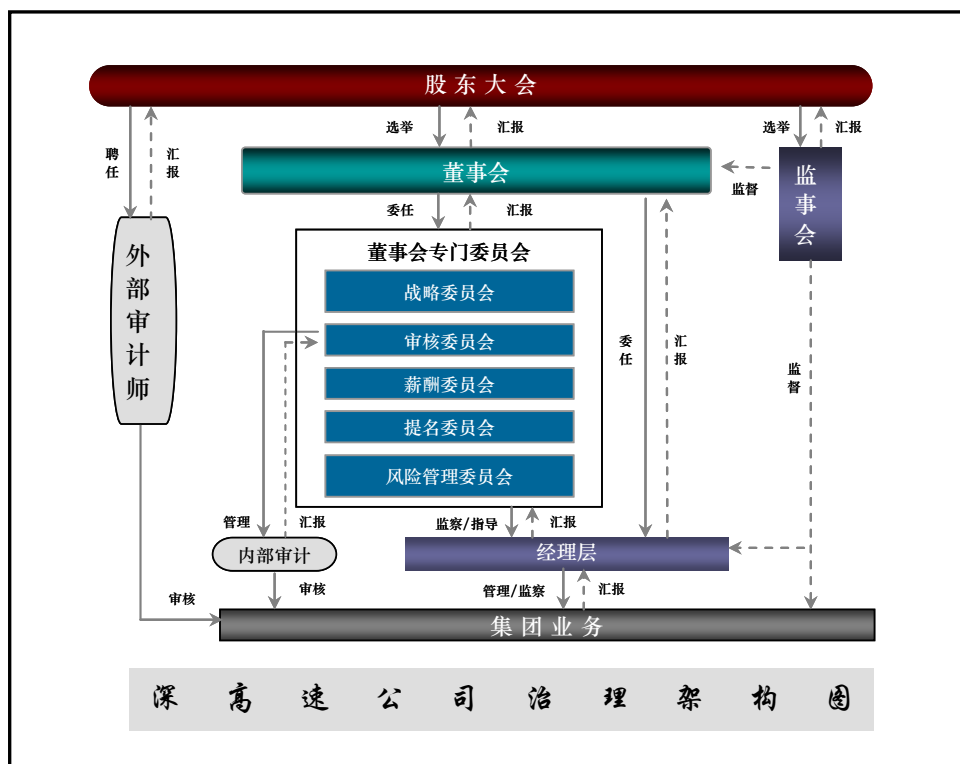 股东大会
选举
汇报
选举
汇报
聘任
汇报
董事会
监督
监事会
委任
汇报
外部审计师
董事会专门委员会
战略委员会
审核委员会
薪酬委员会
提名委员会
风险管理委员会
委任
汇报
监督
管理
汇报
监察/指导
汇报
内部审计
经理层
审核
审核
管理/监察
汇报
集团业务
深高速公司治理架构图